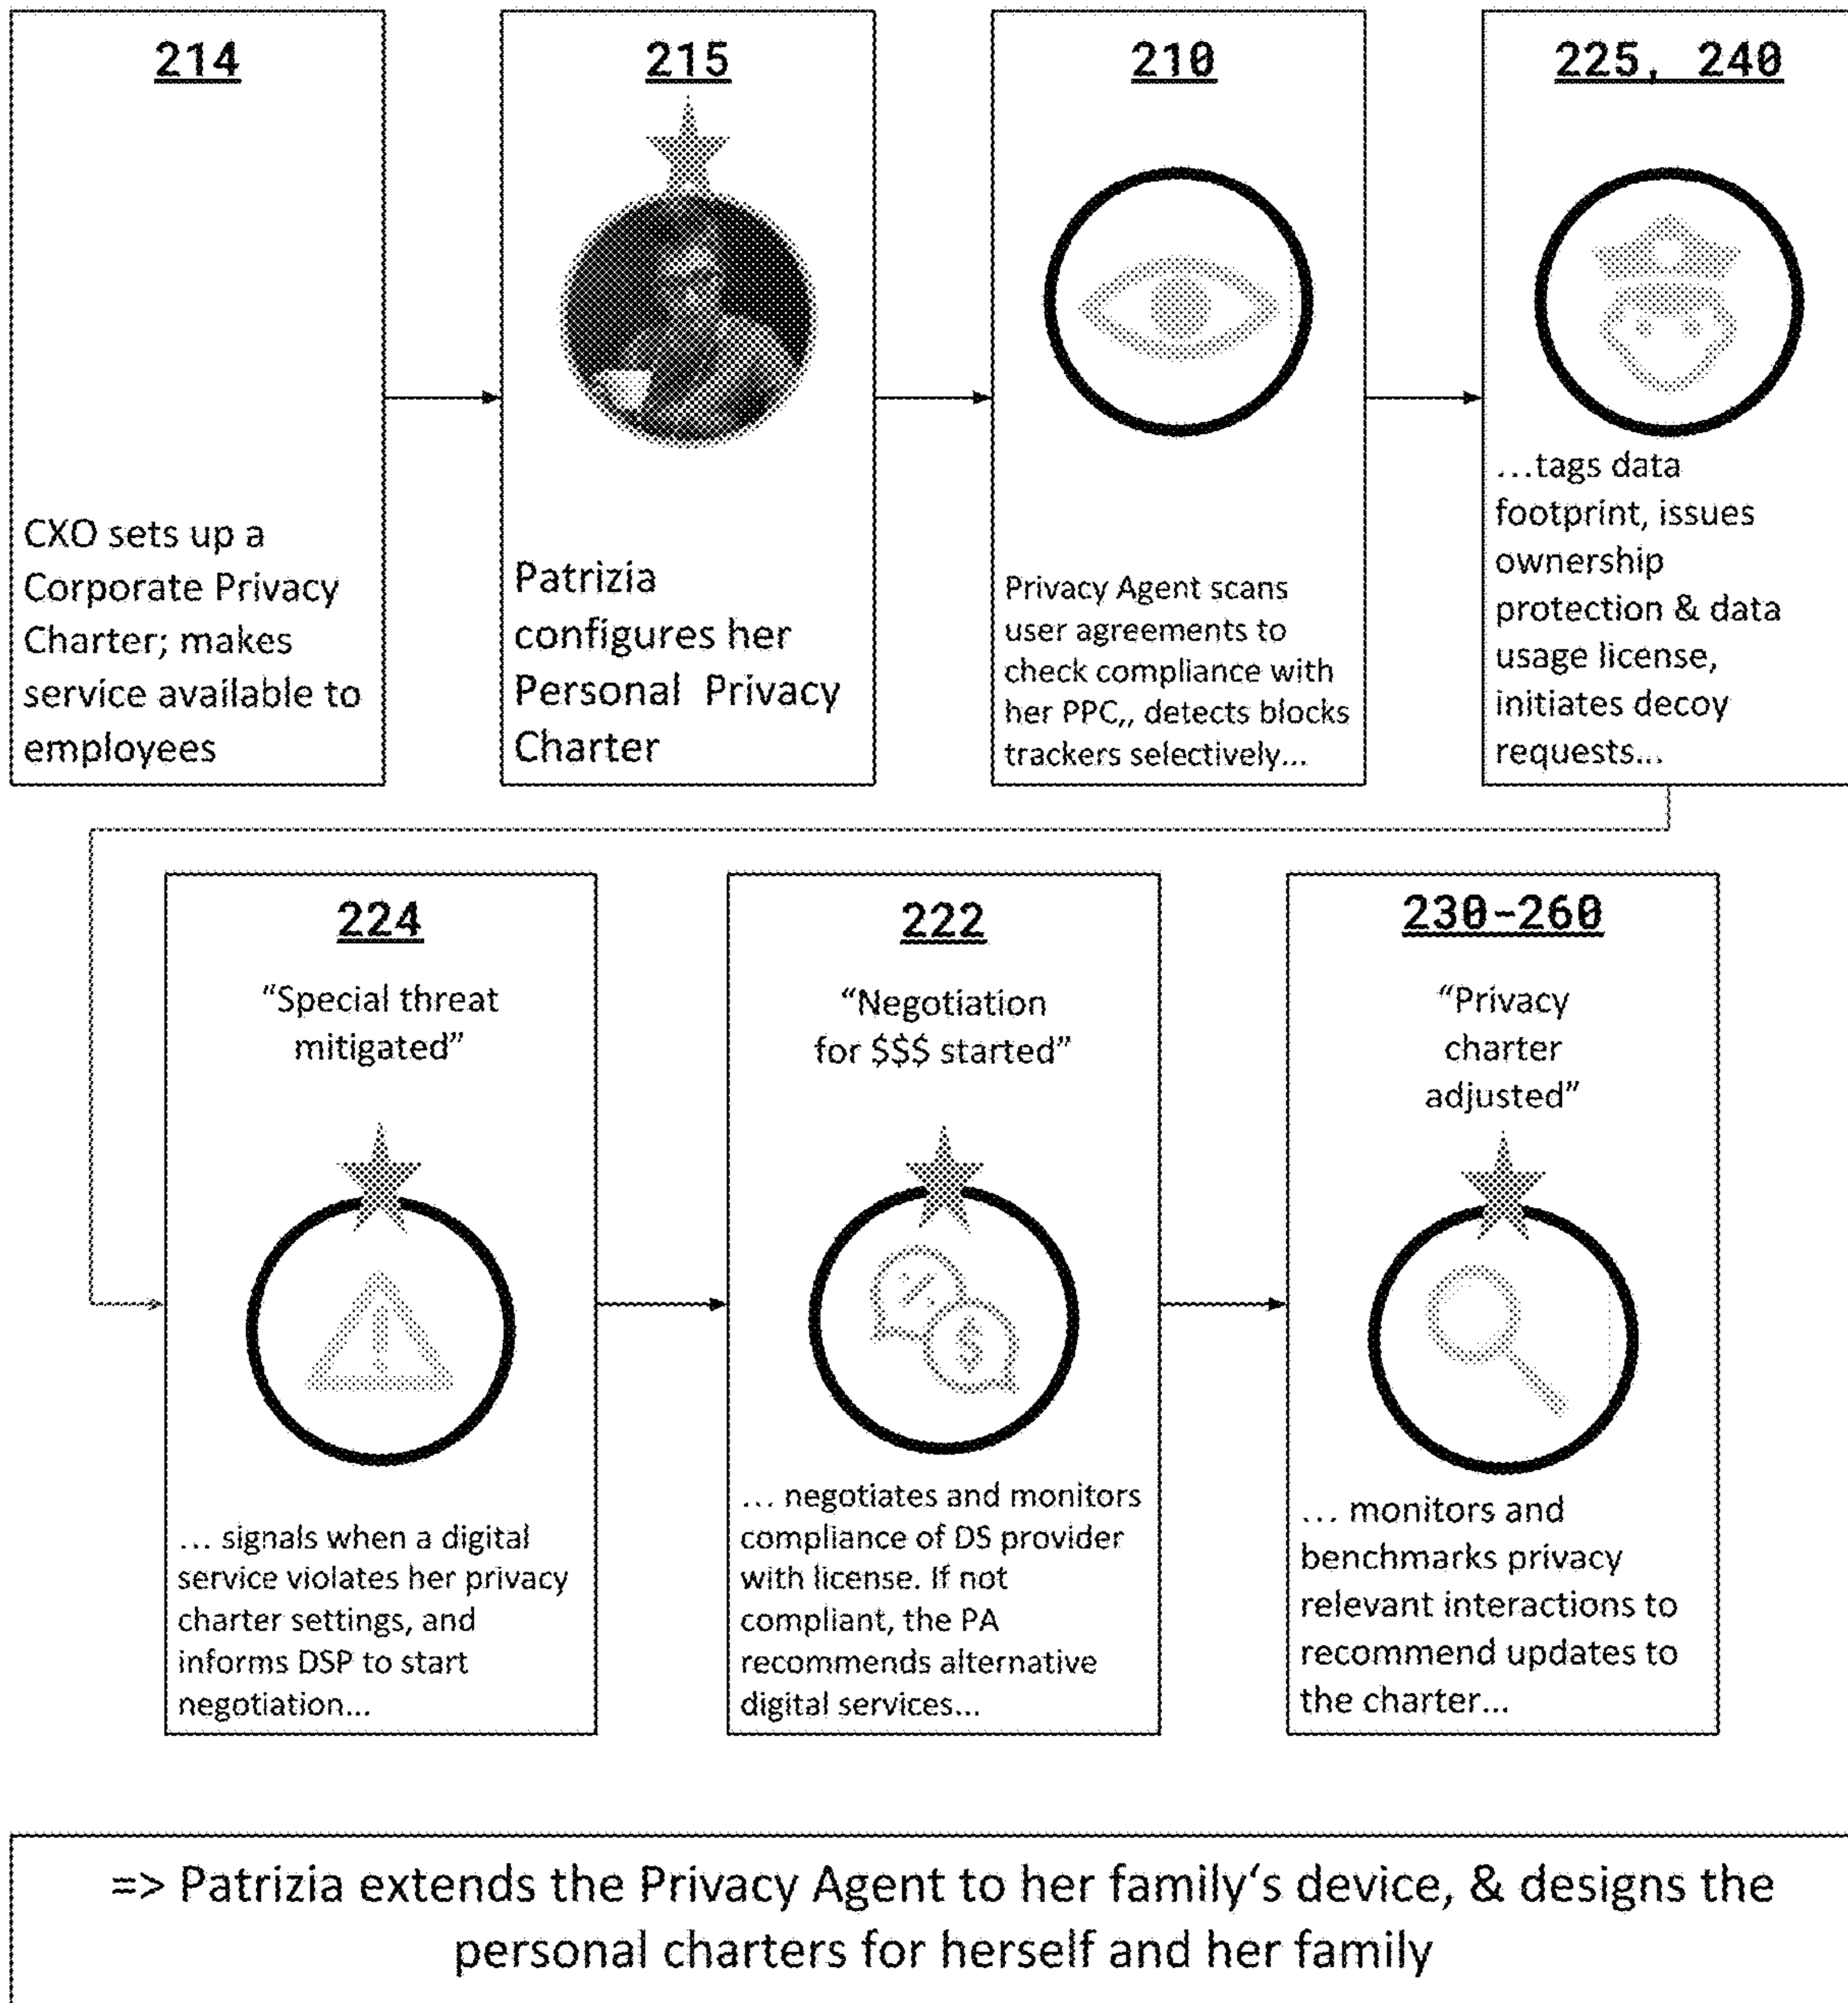 214
CXO sets up a
Corporate Privacy
Charter; makes
service available to
employees
215
Patrizia
configures her
Personal Privacy
Charter
210
Privacy Agent scans
user agreements to
check compliance with
her PPC,, detects blocks
trackers selectively...
225, 240
...tags data
footprint, issues
ownership
protection & data
usage license,
initiates decoy
requests...
224
“Special threat
mitigated”
... signals when a digital
service violates her privacy
charter settings, and
informs DSP to start
negotiation...
222
“Negotiation
for $$$ started”
%
$
... negotiates and monitors
compliance of DS provider
with license. If not
compliant, the PA
recommends alternative
digital services...
230-260
“Privacy
charter
adjusted”
... monitors and
benchmarks privacy
relevant interactions to
recommend updates to
the charter...
=> Patrizia extends the Privacy Agent to her family‘s device, & designs the
personal charters for herself and her family